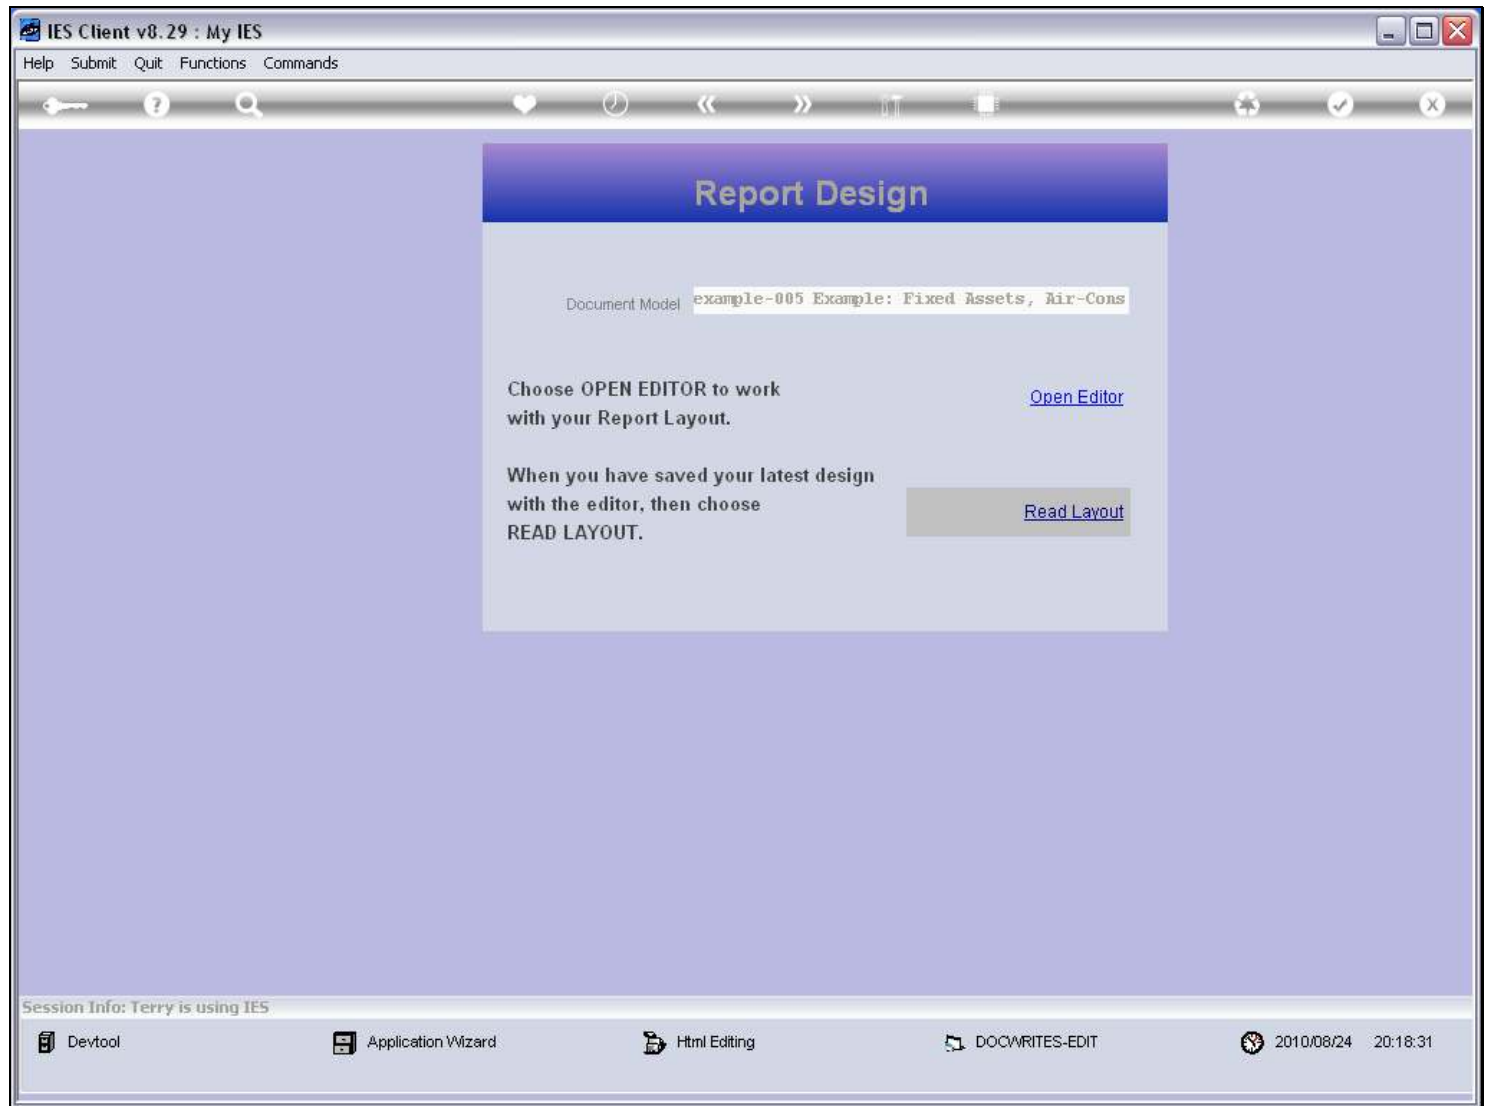 IES Client v8.29 : My IES
Help Submit Quit Functions Commands
Report Design
Document Model example-005 Example: Fixed Assets, Air-Cons
Choose OPEN EDITOR to work
with your Report Layout.
Open Editor
When you have saved your latest design
with the editor, then choose
READ LAYOUT.
Read Layout
Session Info: Terry is using IES
Devtool Application Wizard Html Editing DOCWRITES-EDIT 2010/08/24 20:18:31